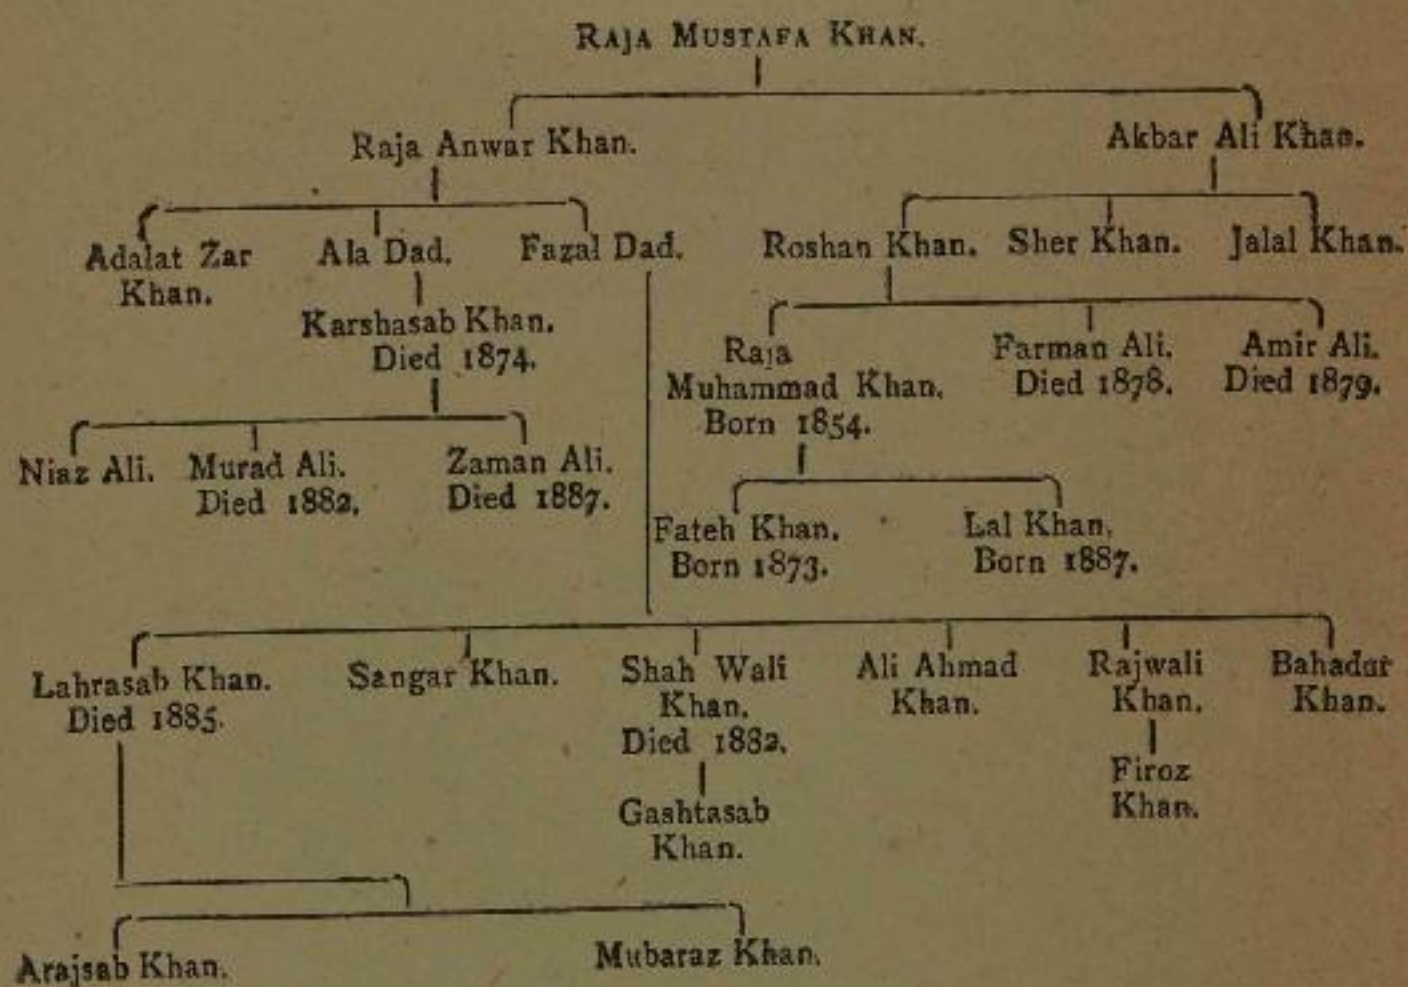 RAJA MUSTAFA KHAN.
Raja Anwar Khan.
Akbar Ali Khan.
Adalat Zar
Khan.
Ala Dad.
Fazal Dad.
Roshan Khan.
Sher Khan.
Jalal Khan.
Karshasab Khan.
Died 1874.
Raja
Muhammad Khan.
Born 1854.
Farman Ali.
Died 1878.
Amir Ali.
Died 1879.
Niaz Ali.
Murad Ali.
Died 1882.
Zaman Ali.
Died 1887.
Fateh Khan.
Born 1873.
Lal Khan.
Born 1887.
Lahrasab Khan.
Died 1885.
Sangar Khan.
Shah Wali
Khan.
Died 1882.
Ali Ahmad
Khan.
Rajwali
Khan.
Bahadur
Khan.
Gashtasab
Khan.
Firoz
Khan.
Arajsab Khan.
Mubaraz Khan.